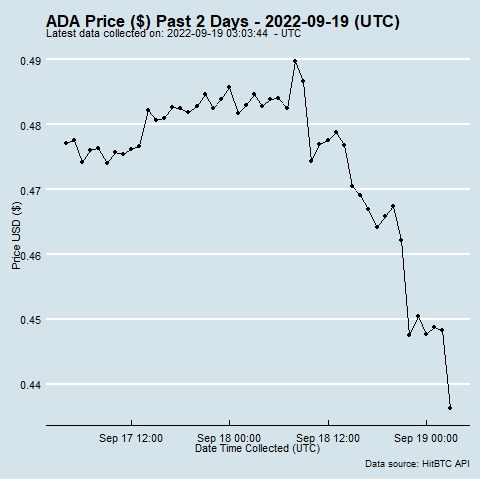 ADA Price ($) Past 2 Days - 2022-09-19 (UTC)
Latest data collected on: 2022-09-19 03:03:44  - UTC
0.49
0.48
0.47
0.46
0.45
0.44
Price USD ($)
Sep 17 12:00
Sep 18 00:00
Sep 18 12:00
Sep 19 00:00
Date Time Collected (UTC)
Data source: HitBTC API